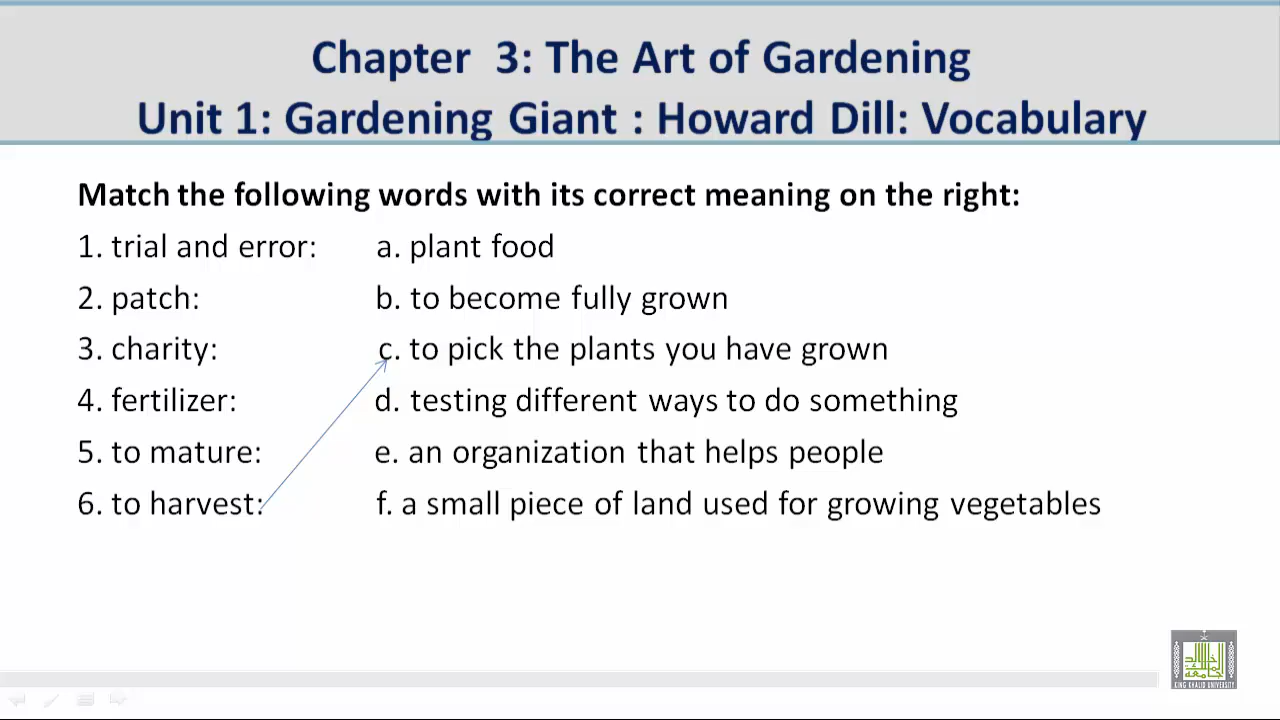 Chapter 3: The Art of Gardening
Unit 1: Gardening Giant : Howard Dill: Vocabulary
Match the following words with its correct meaning on the right:
1. trial and error: a. plant food
2. patch: b. to become fully grown
3. charity: c. to pick the plants you have grown
4. fertilizer: d. testing different ways to do something
5. to mature: e. an organization that helps people
6. to harvest: f. a small piece of land used for growing vegetables
KING KHALID UNIVERSITY